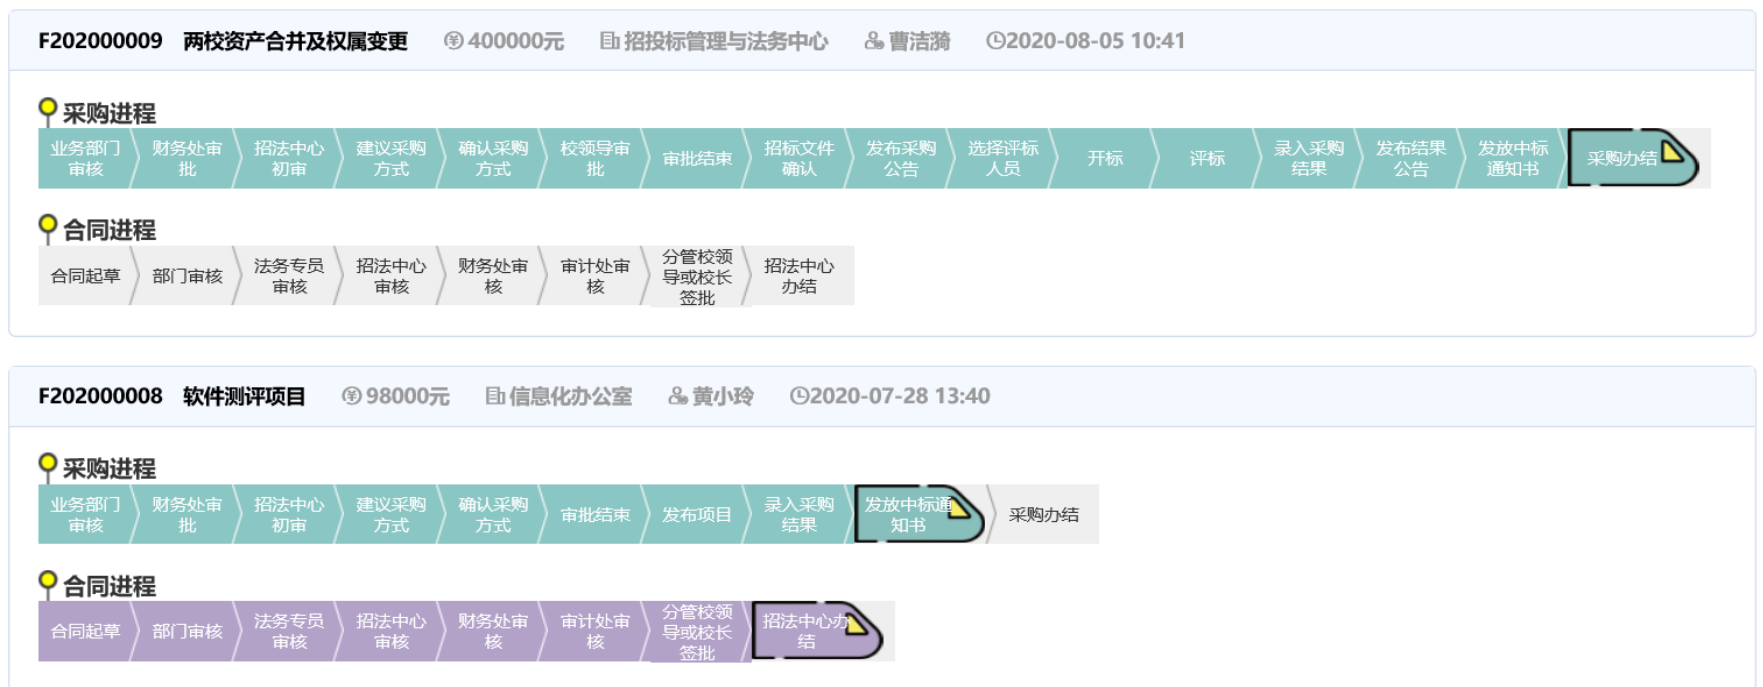 F202000009 两校资产合并及权属变更 400000元 招投标管理与法务中心 曹洁漪 2020-08-05 10:41
采购进程
业务部门审核 财务处审批 招法中心初审 建议采购方式 确认采购方式 校领导审批 审批结束 招标文件确认 发布采购公告 选择评标人员 开标 评标 录入采购结果 发布结果公告 发放中标通知书 采购办结
合同进程
合同起草 部门审核 法务专员审核 招法中心审核 财务处审核 审计处审核 分管校领导或校长签批 招法中心办结
F202000008 软件测评项目 98000元 信息化办公室 黄小玲 2020-07-28 13:40
采购进程
业务部门审核 财务处审批 招法中心初审 建议采购方式 确认采购方式 审批结束 发布项目 录入采购结果 发放中标通知书 采购办结
合同进程
合同起草 部门审核 法务专员审核 招法中心审核 财务处审核 审计处审核 分管校领导或校长签批 招法中心办结